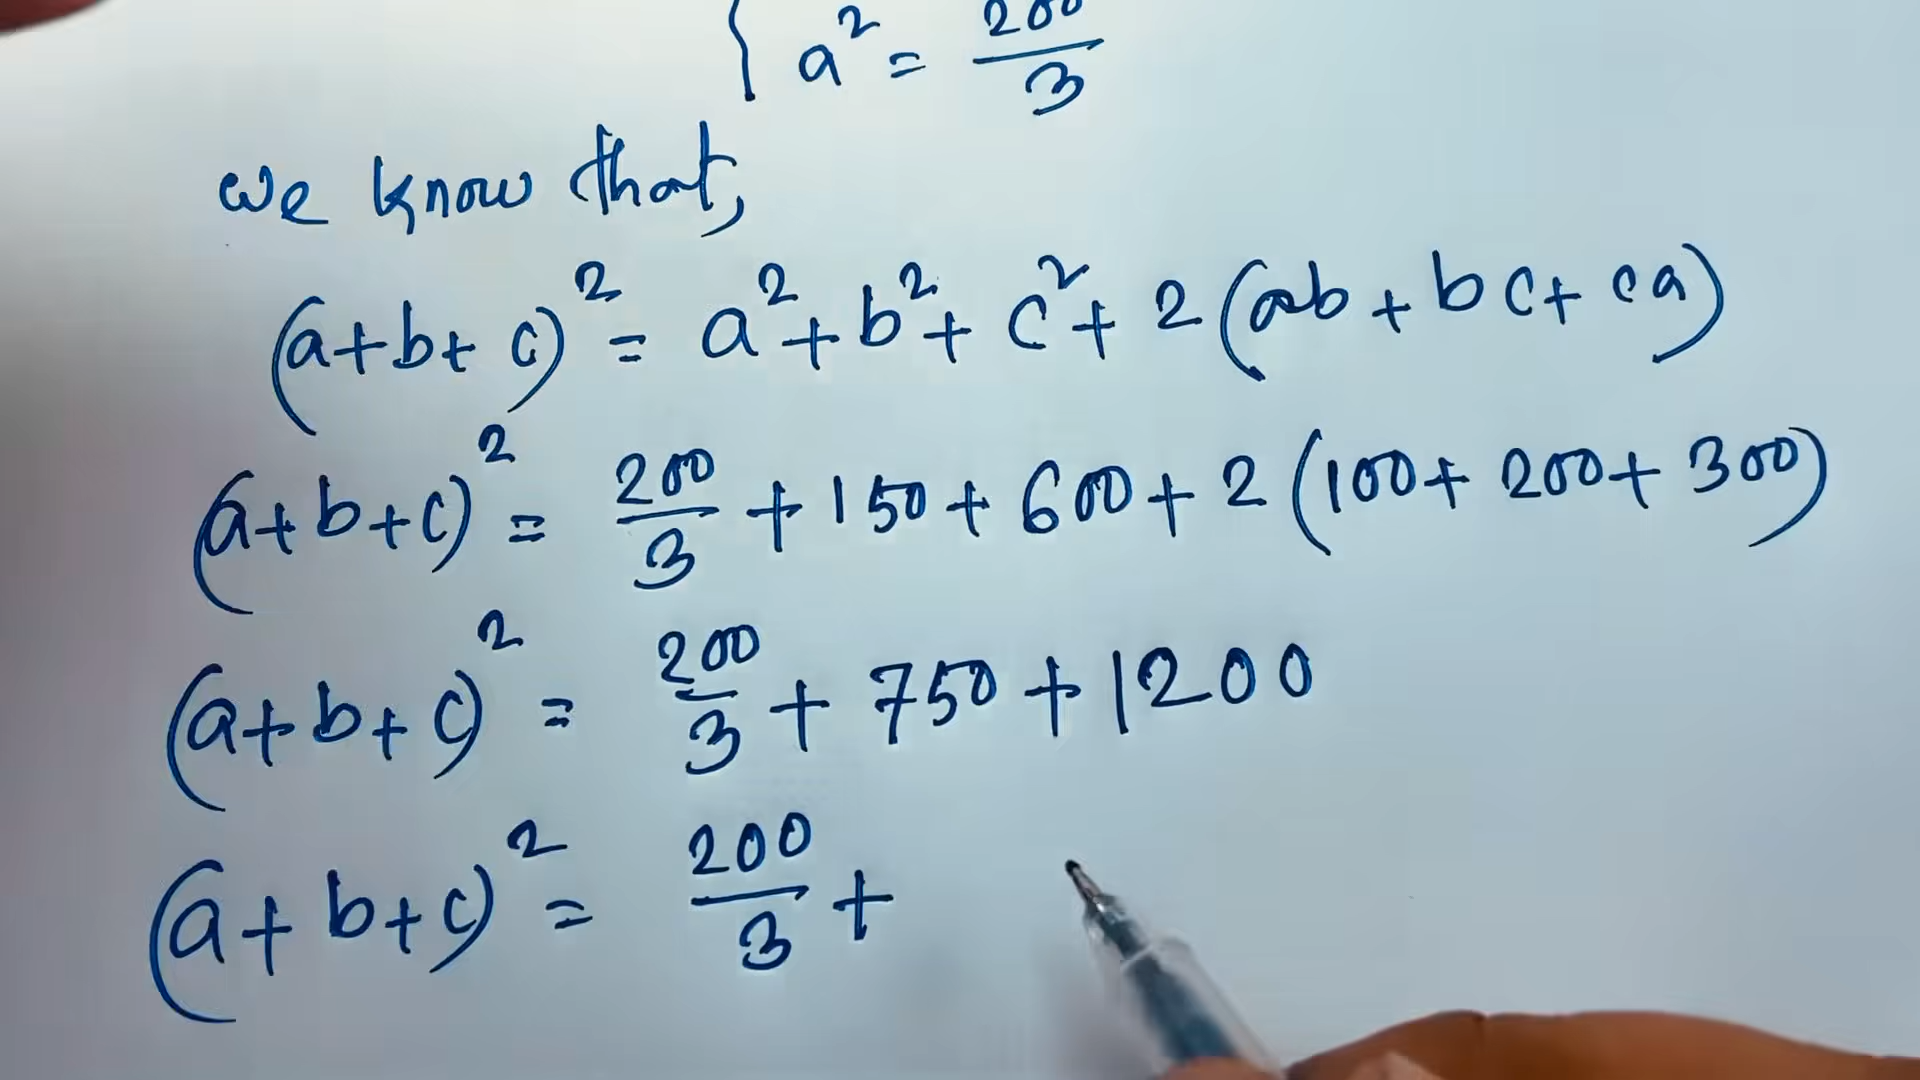 { a² = 200/3
we know that,
(a+b+c)² = a²+b²+c²+2(ab+bc+ca)
(a+b+c)² = 200/3 +150+600+2(100+200+300)
(a+b+c)² = 200/3 +750+1200
(a+b+c)² = 200/3 +